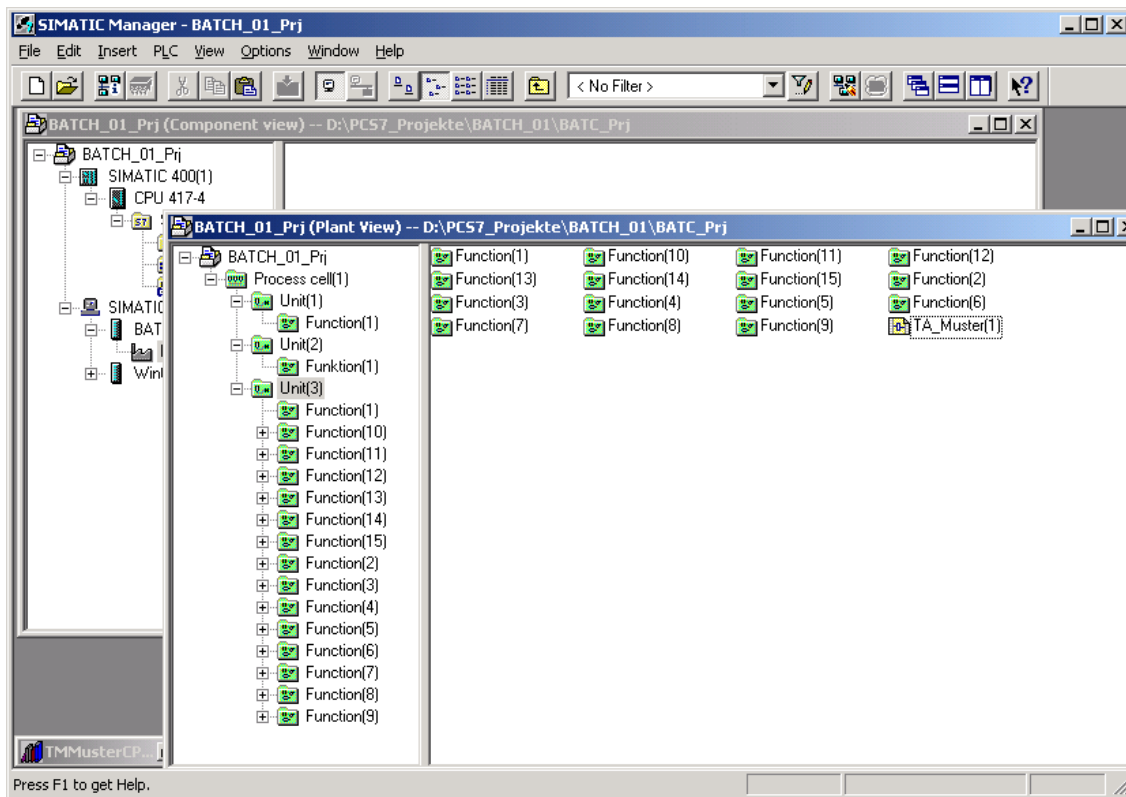 SIMATIC Manager - BATCH_01_Prj
File Edit Insert PLC View Options Window Help
< No Filter >
BATCH_01_Prj (Component view) -- D:\PCS7_Projekte\BATCH_01\BATC_Prj
BATCH_01_Prj
SIMATIC 400(1)
CPU 417-4
S7
SIMATIC
BAT
Win
BATCH_01_Prj (Plant View) -- D:\PCS7_Projekte\BATCH_01\BATC_Prj
BATCH_01_Prj
Process cell(1)
Unit(1)
Function(1)
Unit(2)
Funktion(1)
Unit(3)
Function(1)
Function(10)
Function(11)
Function(12)
Function(13)
Function(14)
Function(15)
Function(2)
Function(3)
Function(4)
Function(5)
Function(6)
Function(7)
Function(8)
Function(9)
Function(1) Function(10) Function(11) Function(12)
Function(13) Function(14) Function(15) Function(2)
Function(3) Function(4) Function(5) Function(6)
Function(7) Function(8) Function(9) TA_Muster(1)
TMMusterCP...
Press F1 to get Help.